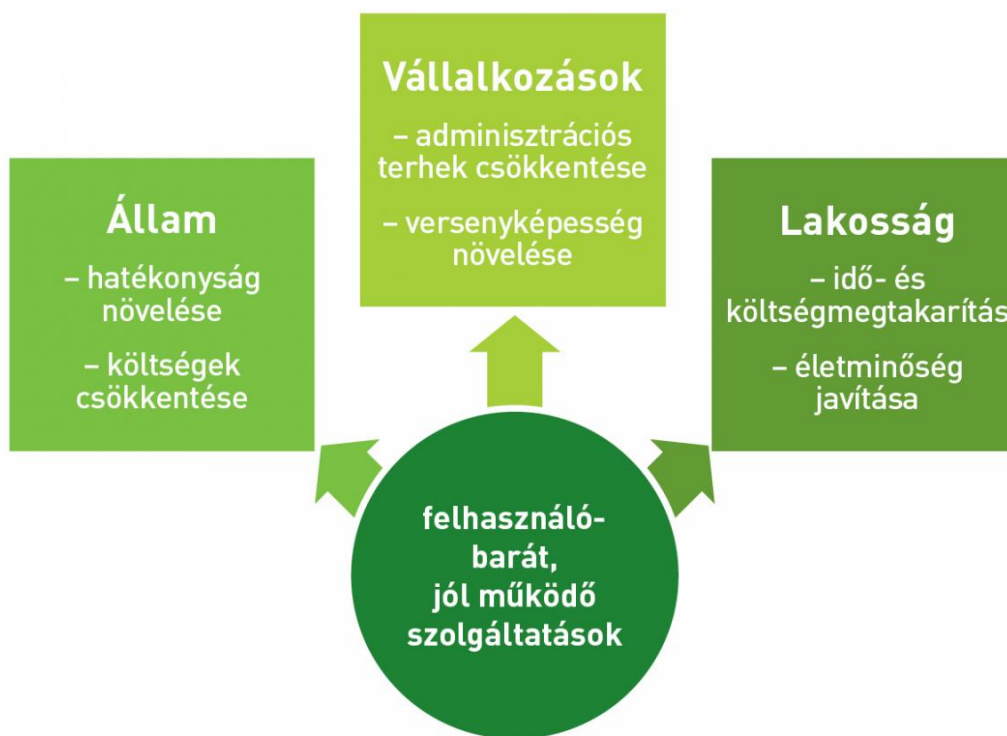 Állam
– hatékonyság
növelése
– költségek
csökkentése
Vállalkozások
– adminisztrációs
terhek csökkentése
– versenyképesség
növelése
Lakosság
– idő- és
költségmegtakarítás
– életminőség
javítása
felhasználó-
barát,
jól működő
szolgáltatások